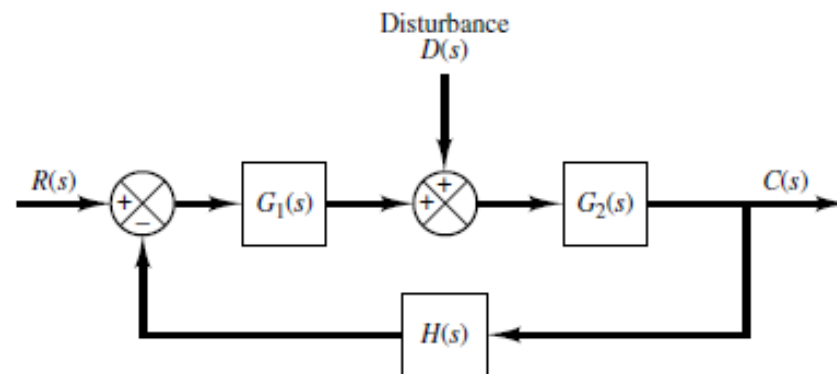 Disturbance
D(s)
R(s)
+
−
G₁(s)
+
+
G₂(s)
C(s)
H(s)